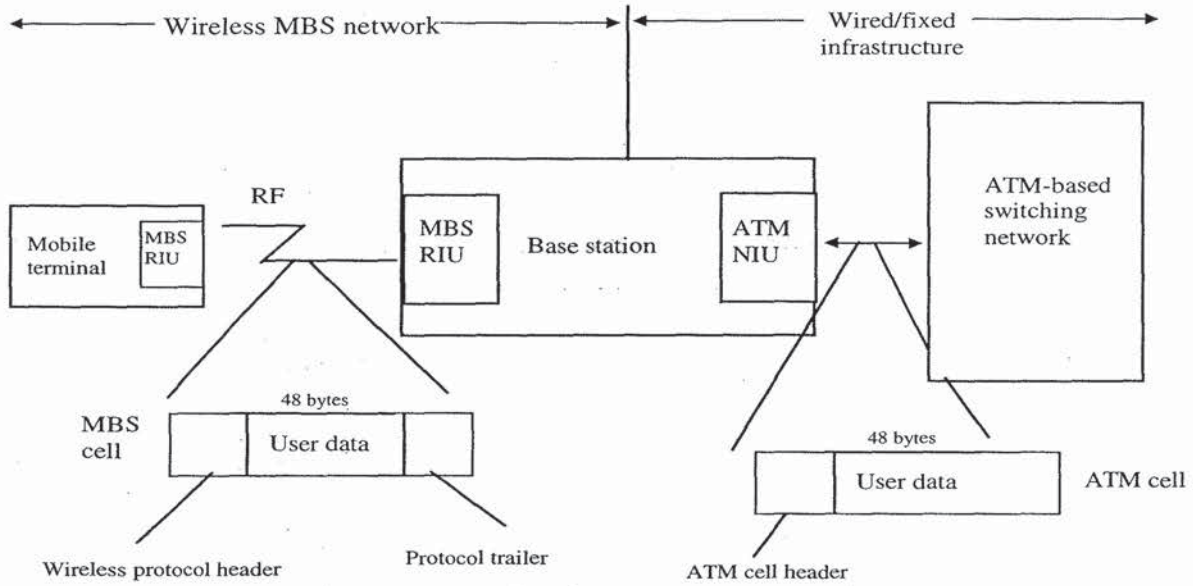 Wireless MBS network
Wired/fixed
infrastructure
RF
Mobile
terminal
MBS
RIU
MBS
RIU
Base station
ATM
NIU
ATM-based
switching
network
MBS
cell
48 bytes
User data
48 bytes
User data
ATM cell
Wireless protocol header
Protocol trailer
ATM cell header